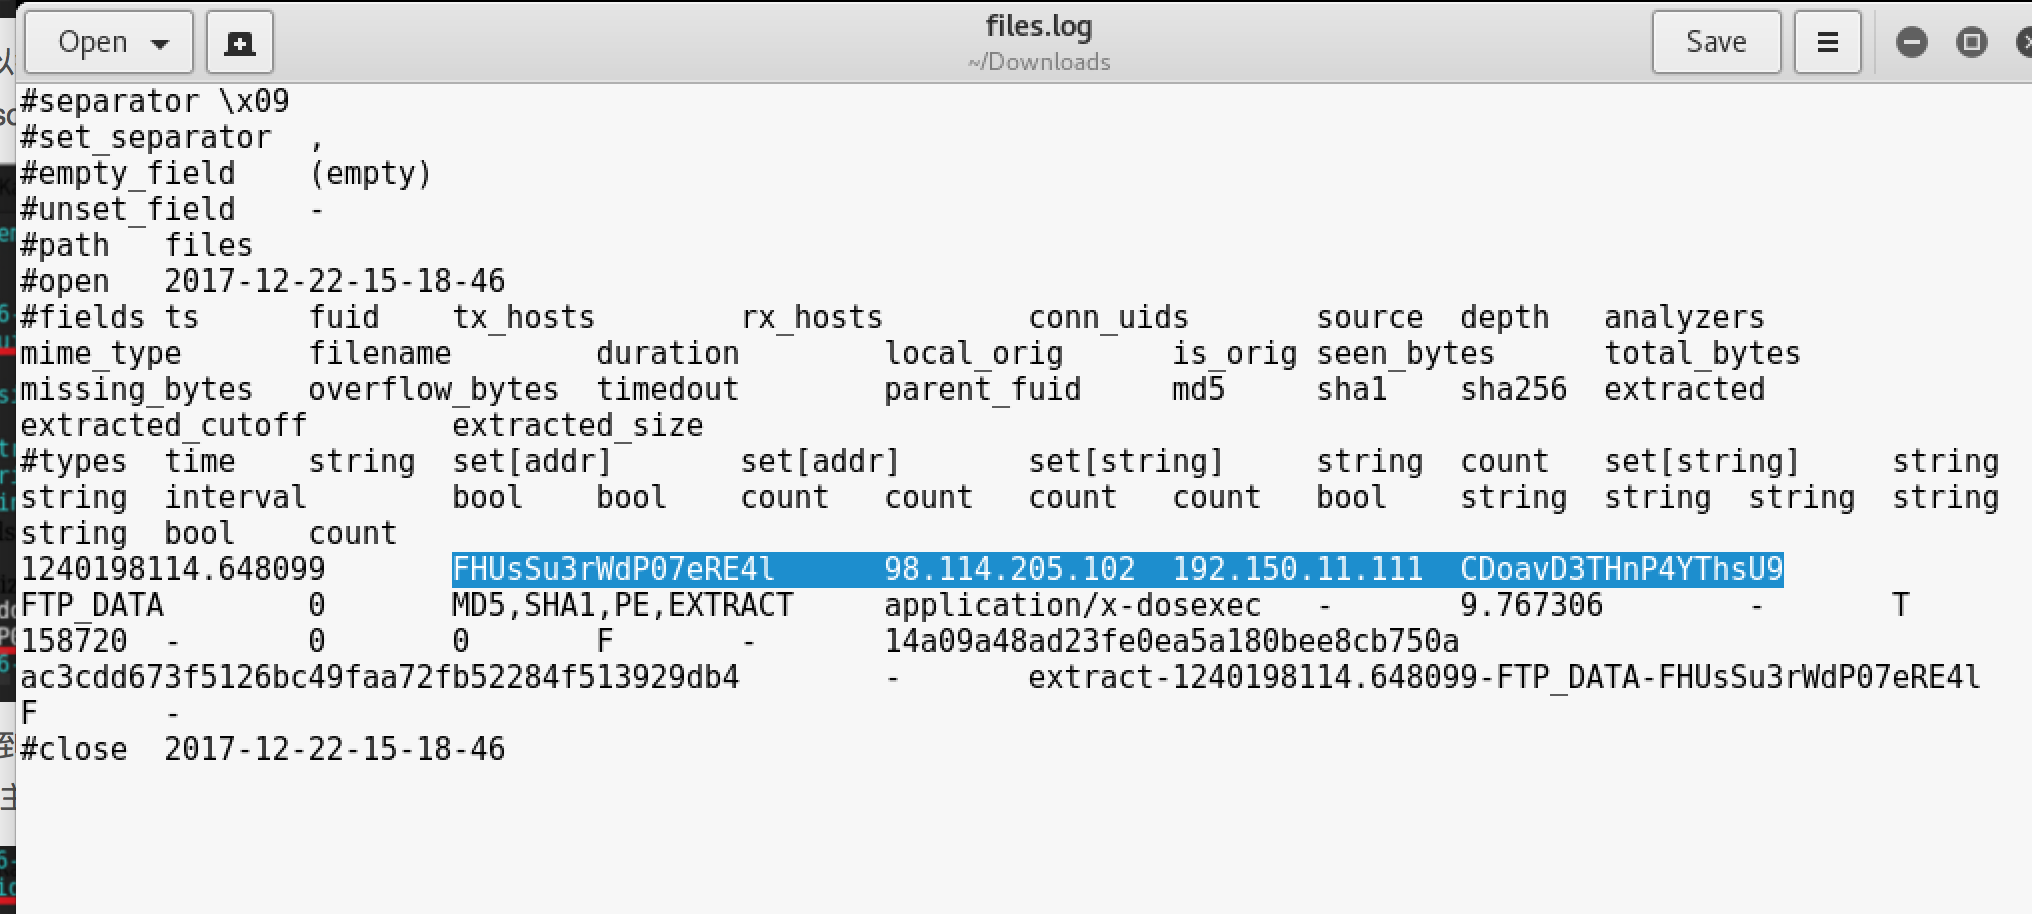 Open
files.log
~/Downloads
Save
#separator \x09
#set_separator ,
#empty_field (empty)
#unset_field -
#path files
#open 2017-12-22-15-18-46
#fields ts fuid tx_hosts rx_hosts conn_uids source depth analyzers
mime_type filename duration local_orig is_orig seen_bytes total_bytes
missing_bytes overflow_bytes timedout parent_fuid md5 sha1 sha256 extracted
extracted_cutoff extracted_size
#types time string set[addr] set[addr] set[string] string count set[string] string
string interval bool bool count count count count bool string string string string
string bool count
1240198114.648099 FHUsSu3rWdP07eRE4l 98.114.205.102 192.150.11.111 CDoavD3THnP4YThsU9
FTP_DATA 0 MD5,SHA1,PE,EXTRACT application/x-dosexec - 9.767306 - T
158720 - 0 0 F - 14a09a48ad23fe0ea5a180bee8cb750a
ac3cdd673f5126bc49faa72fb52284f513929db4 - extract-1240198114.648099-FTP_DATA-FHUsSu3rWdP07eRE4l
F -
#close 2017-12-22-15-18-46